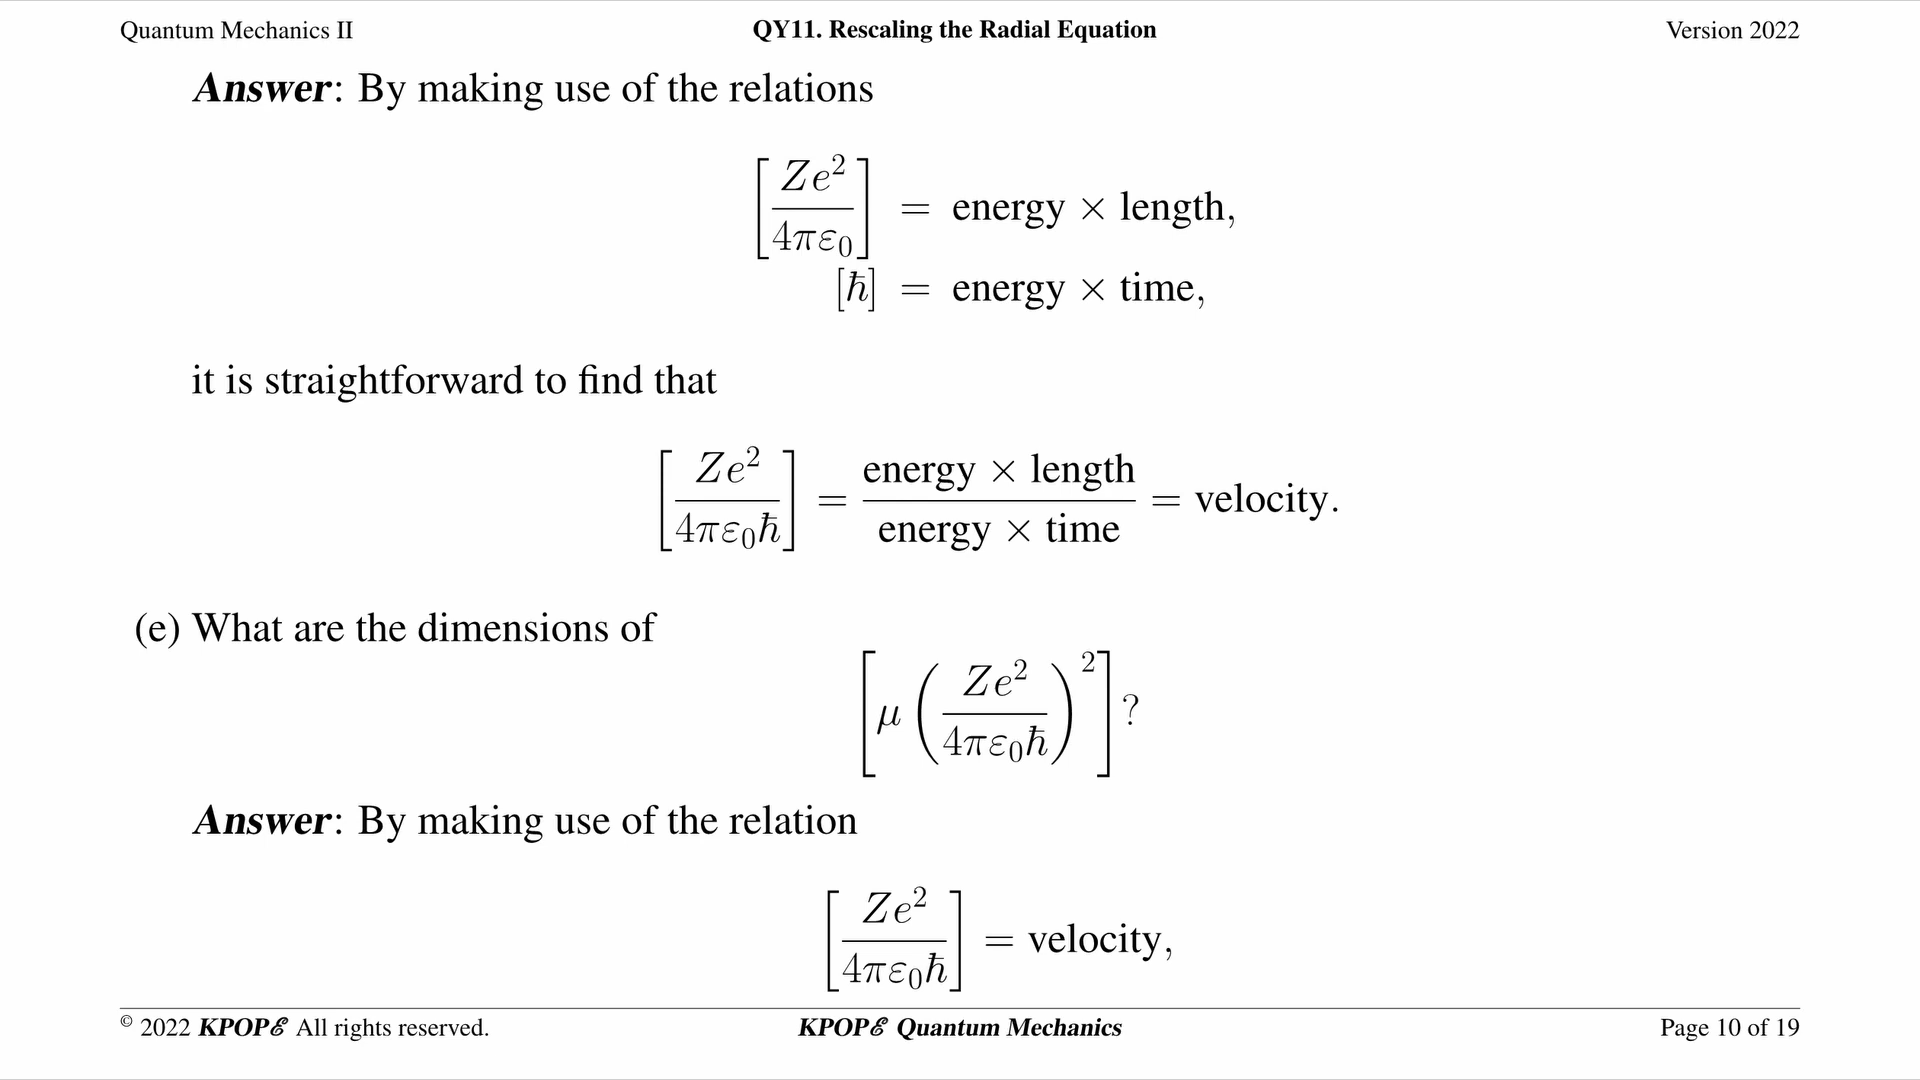 Quantum Mechanics II QY11. Rescaling the Radial Equation Version 2022
Answer: By making use of the relations
[Ze²/4πε₀] = energy × length,
[ħ] = energy × time,
it is straightforward to find that
[Ze²/4πε₀ħ] = energy × length/energy × time = velocity.
(e) What are the dimensions of
[μ(Ze²/4πε₀ħ)²]?
Answer: By making use of the relation
[Ze²/4πε₀ħ] = velocity,
© 2022 KPOPℰ All rights reserved. KPOPℰ Quantum Mechanics Page 10 of 19